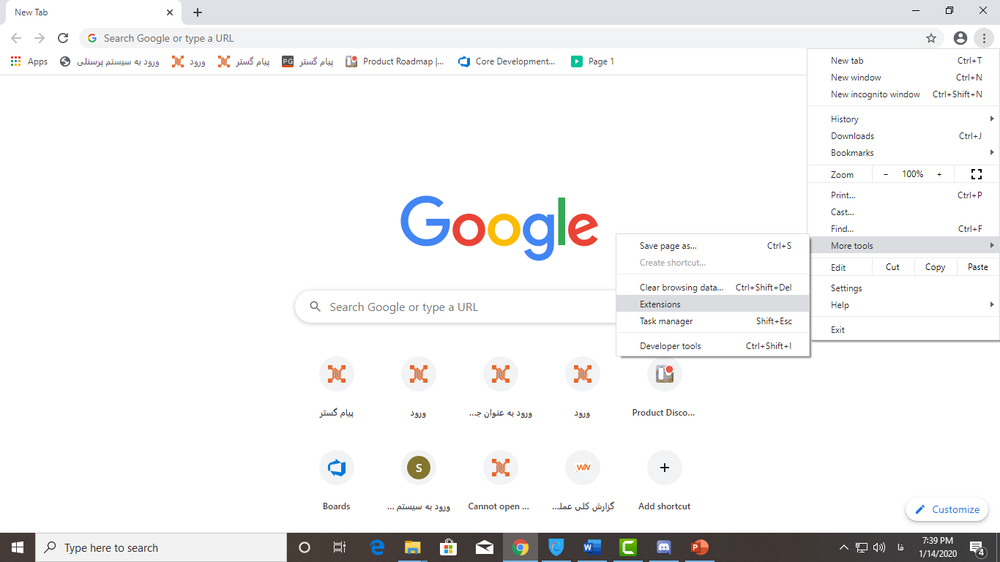 New Tab
Search Google or type a URL
Apps
ورود به سیستم پرسنلی
ورود
پیام گستر
PG
پیام گستر
Product Roadmap |...
Core Development...
Page 1
New tab Ctrl+T
New window Ctrl+N
New incognito window Ctrl+Shift+N
History
Downloads Ctrl+J
Bookmarks
Zoom − 100% +
Print... Ctrl+P
Cast...
Find... Ctrl+F
More tools
Edit Cut Copy Paste
Settings
Help
Exit
Save page as... Ctrl+S
Create shortcut...
Clear browsing data... Ctrl+Shift+Del
Extensions
Task manager Shift+Esc
Developer tools Ctrl+Shift+I
Google
Search Google or type a URL
پیام گستر
ورود
ورود به عنوان ج...
ورود
Product Disco...
S
Boards
ورود به سیستم ...
Cannot open ...
گزارش کلی عمل...
Add shortcut
Customize
Type here to search
فا
7:39 PM
1/14/2020
4